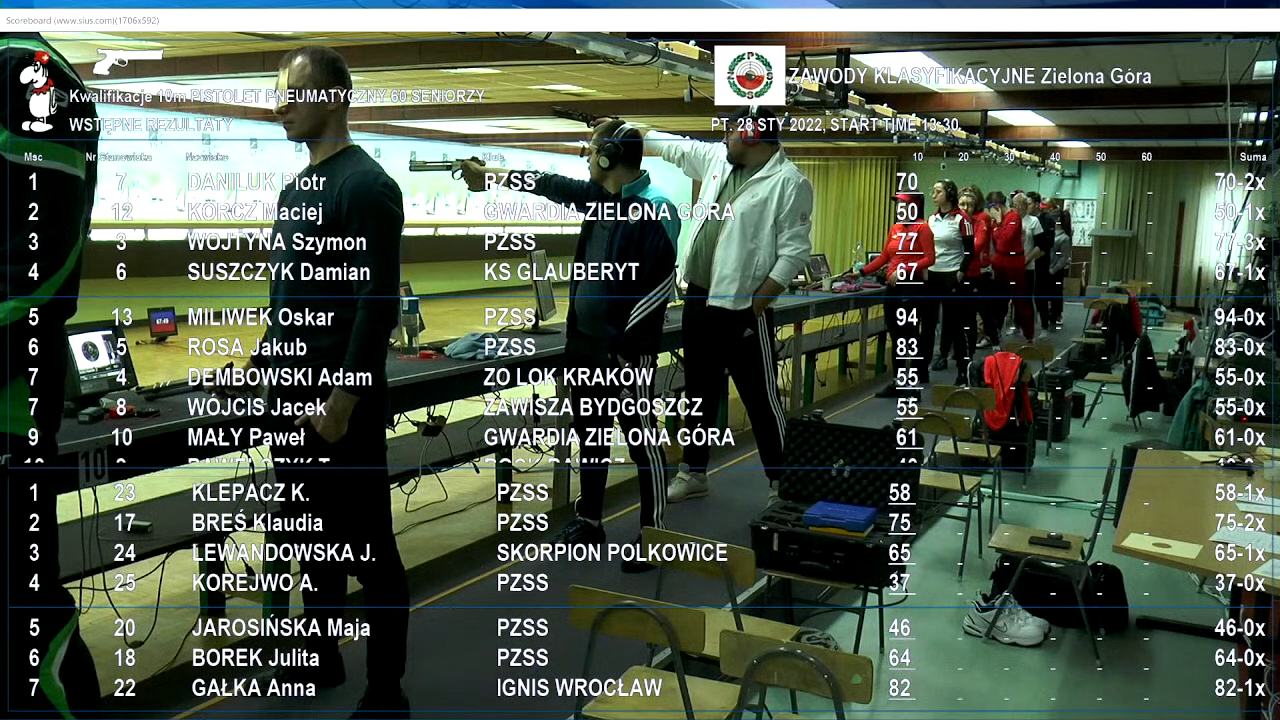 Scoreboard (www.sius.com)(1706x592)
ZAWODY KLASYFIKACYJNE Zielona Góra
Kwalifikacje 10m PISTOLET PNEUMATYCZNY 60 SENIORZY
WSTĘPNE REZULTATY PT. 28 STY 2022, START TIME 13:30
Msc Nr Stanowiska Nazwisko Klub 10 20 30 40 50 60 Suma
1 7 DANILUK Piotr PZSS 70 70-2x
2 12 KORCZ Maciej GWARDIA ZIELONA GÓRA 50 - - - - - 50-1x
3 3 WOJTYNA Szymon PZSS 77 - - - - - 77-3x
4 6 SUSZCZYK Damian KS GLAUBERYT 67 - - - - - 67-1x
5 13 MILIWEK Oskar PZSS 94 - - - - - 94-0x
6 5 ROSA Jakub PZSS 83 - - - - - 83-0x
7 4 DEMBOWSKI Adam ZO LOK KRAKÓW 55 - - - - - 55-0x
7 8 WÓJCIS Jacek ZAWISZA BYDGOSZCZ 55 - - - - - 55-0x
9 10 MAŁY Paweł GWARDIA ZIELONA GÓRA 61 - - - - - 61-0x
1 23 KLEPACZ K. PZSS 58 - - - - - 58-1x
2 17 BREŚ Klaudia PZSS 75 - - - - - 75-2x
3 24 LEWANDOWSKA J. SKORPION POLKOWICE 65 - - - - - 65-1x
4 25 KOREJWO A. PZSS 37 - - - - - 37-0x
5 20 JAROSIŃSKA Maja PZSS 46 - - - - - 46-0x
6 18 BOREK Julita PZSS 64 - - - - - 64-0x
7 22 GAŁKA Anna IGNIS WROCŁAW 82 - - - - - 82-1x
10